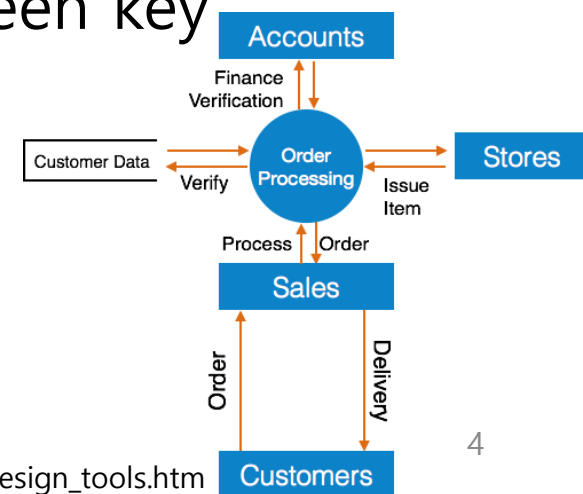 een key
Accounts
Finance
Verification
Customer Data
Order
Processing
Stores
Verify
Issue
Item
Process
Order
Sales
Order
Delivery
4
esign_tools.htm
Customers